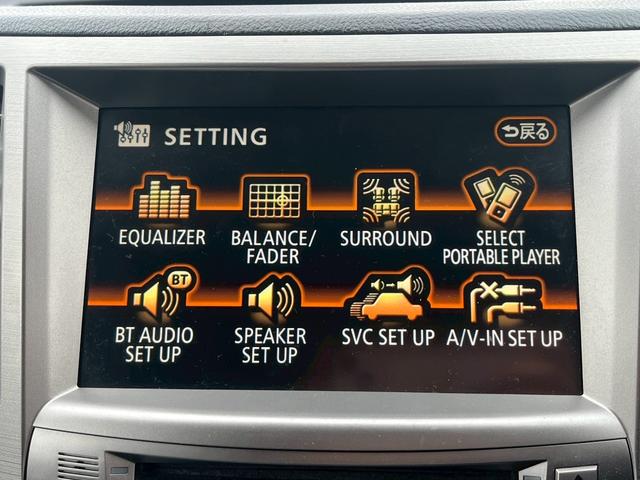 SETTING
戻る
EQUALIZER
BALANCE/
FADER
SURROUND
SELECT
PORTABLE PLAYER
BT
BT AUDIO
SET UP
SPEAKER
SET UP
SVC SET UP
A/V-IN SET UP